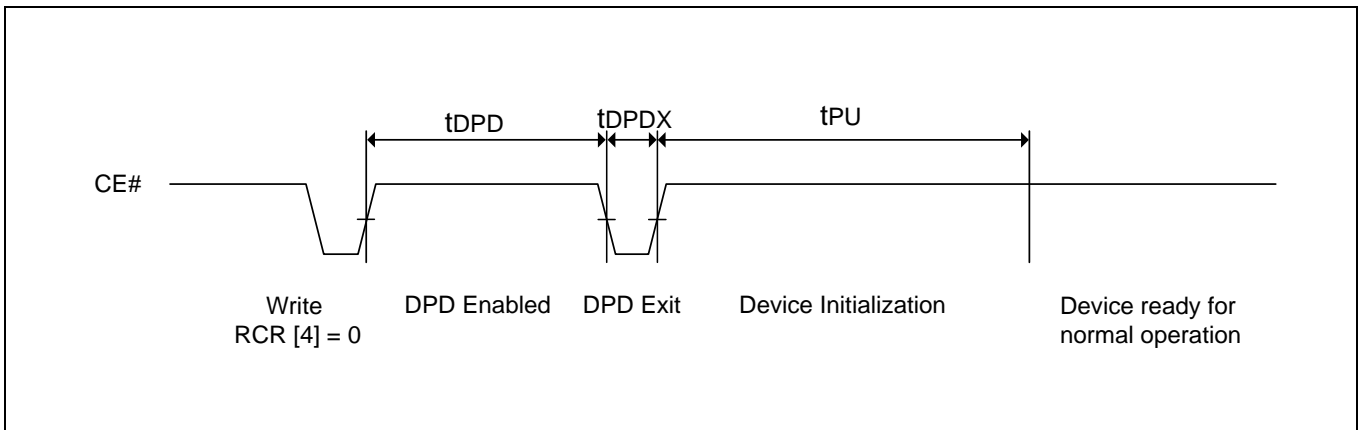 tDPD tDPDX tPU
CE#
Write DPD Enabled DPD Exit Device Initialization Device ready for
RCR [4] = 0 normal operation